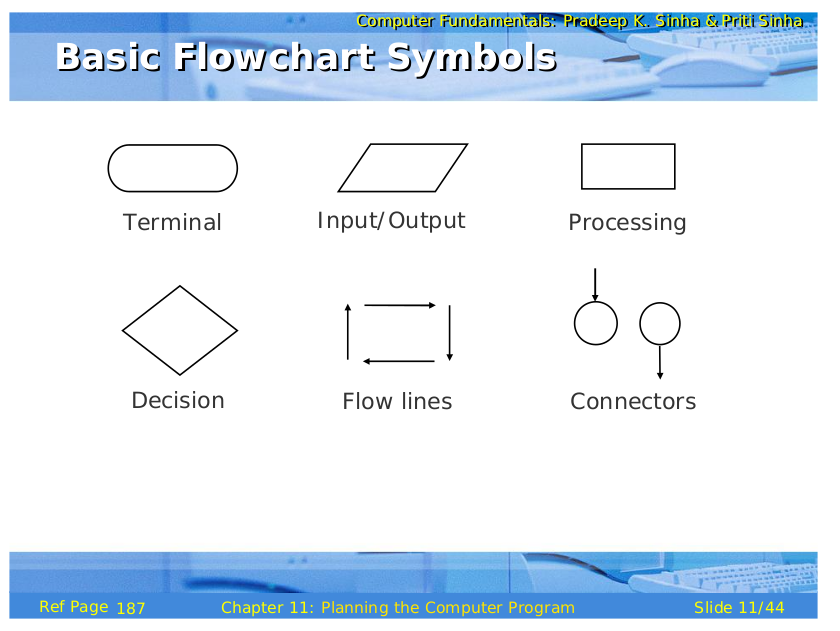 Computer Fundamentals: Pradeep K. Sinha & Priti Sinha
Basic Flowchart Symbols
Terminal
Input/Output
Processing
Decision
Flow lines
Connectors
Ref Page 187
Chapter 11: Planning the Computer Program
Slide 11/44